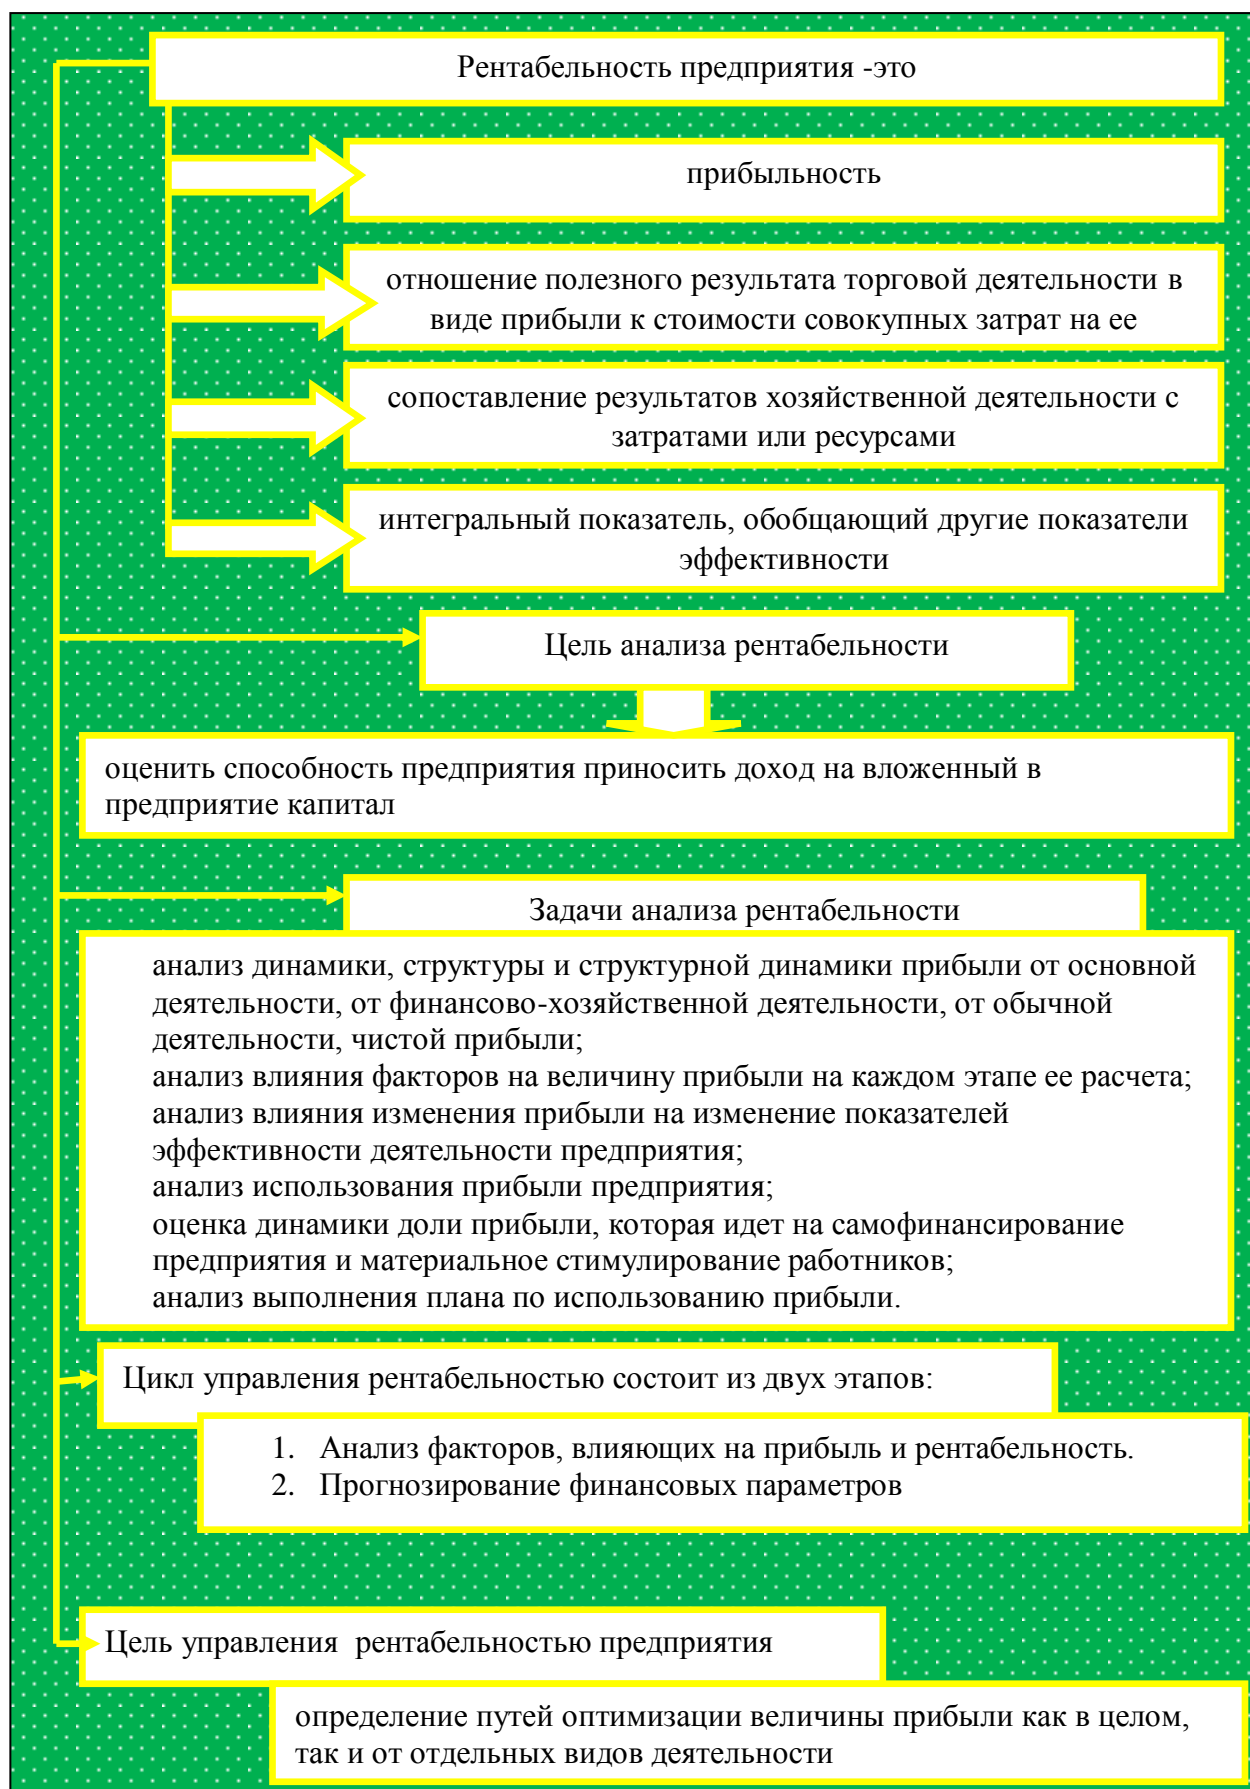 Рентабельность предприятия -это
прибыльность
отношение полезного результата торговой деятельности в
виде прибыли к стоимости совокупных затрат на ее
сопоставление результатов хозяйственной деятельности с
затратами или ресурсами
интегральный показатель, обобщающий другие показатели
эффективности
Цель анализа рентабельности
оценить способность предприятия приносить доход на вложенный в
предприятие капитал
Задачи анализа рентабельности
анализ динамики, структуры и структурной динамики прибыли от основной
деятельности, от финансово-хозяйственной деятельности, от обычной
деятельности, чистой прибыли;
анализ влияния факторов на величину прибыли на каждом этапе ее расчета;
анализ влияния изменения прибыли на изменение показателей
эффективности деятельности предприятия;
анализ использования прибыли предприятия;
оценка динамики доли прибыли, которая идет на самофинансирование
предприятия и материальное стимулирование работников;
анализ выполнения плана по использованию прибыли.
Цикл управления рентабельностью состоит из двух этапов:
1. Анализ факторов, влияющих на прибыль и рентабельность.
2. Прогнозирование финансовых параметров
Цель управления  рентабельностью предприятия
определение путей оптимизации величины прибыли как в целом,
так и от отдельных видов деятельности